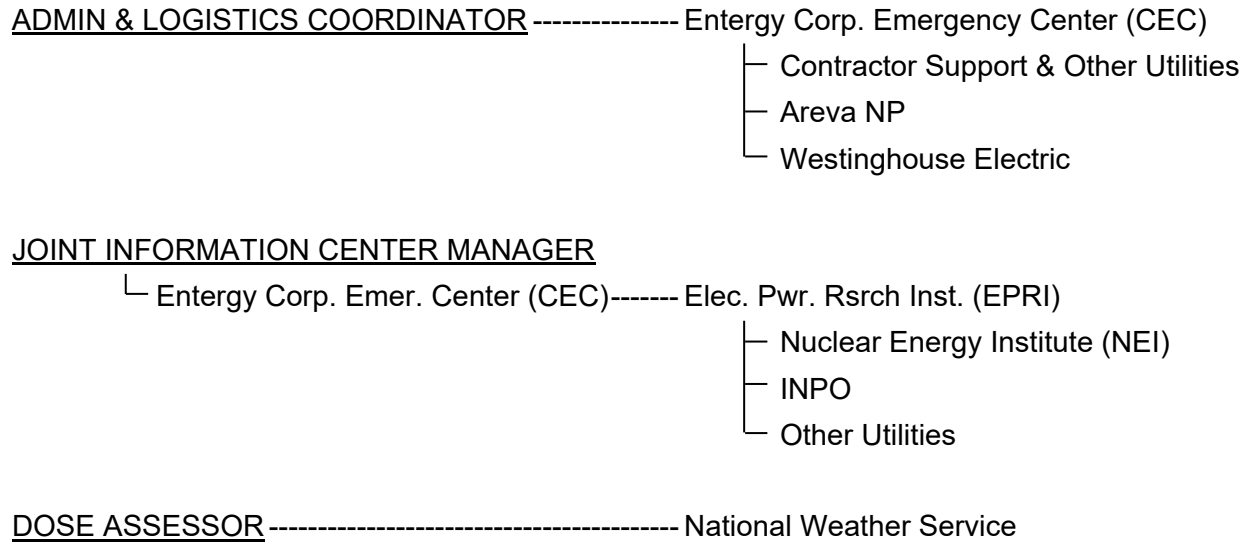 ADMIN & LOGISTICS COORDINATOR --------------- Entergy Corp. Emergency Center (CEC)
Contractor Support & Other Utilities
Areva NP
Westinghouse Electric
JOINT INFORMATION CENTER MANAGER
Entergy Corp. Emer. Center (CEC)------- Elec. Pwr. Rsrch Inst. (EPRI)
Nuclear Energy Institute (NEI)
INPO
Other Utilities
DOSE ASSESSOR ------------------------------------------ National Weather Service